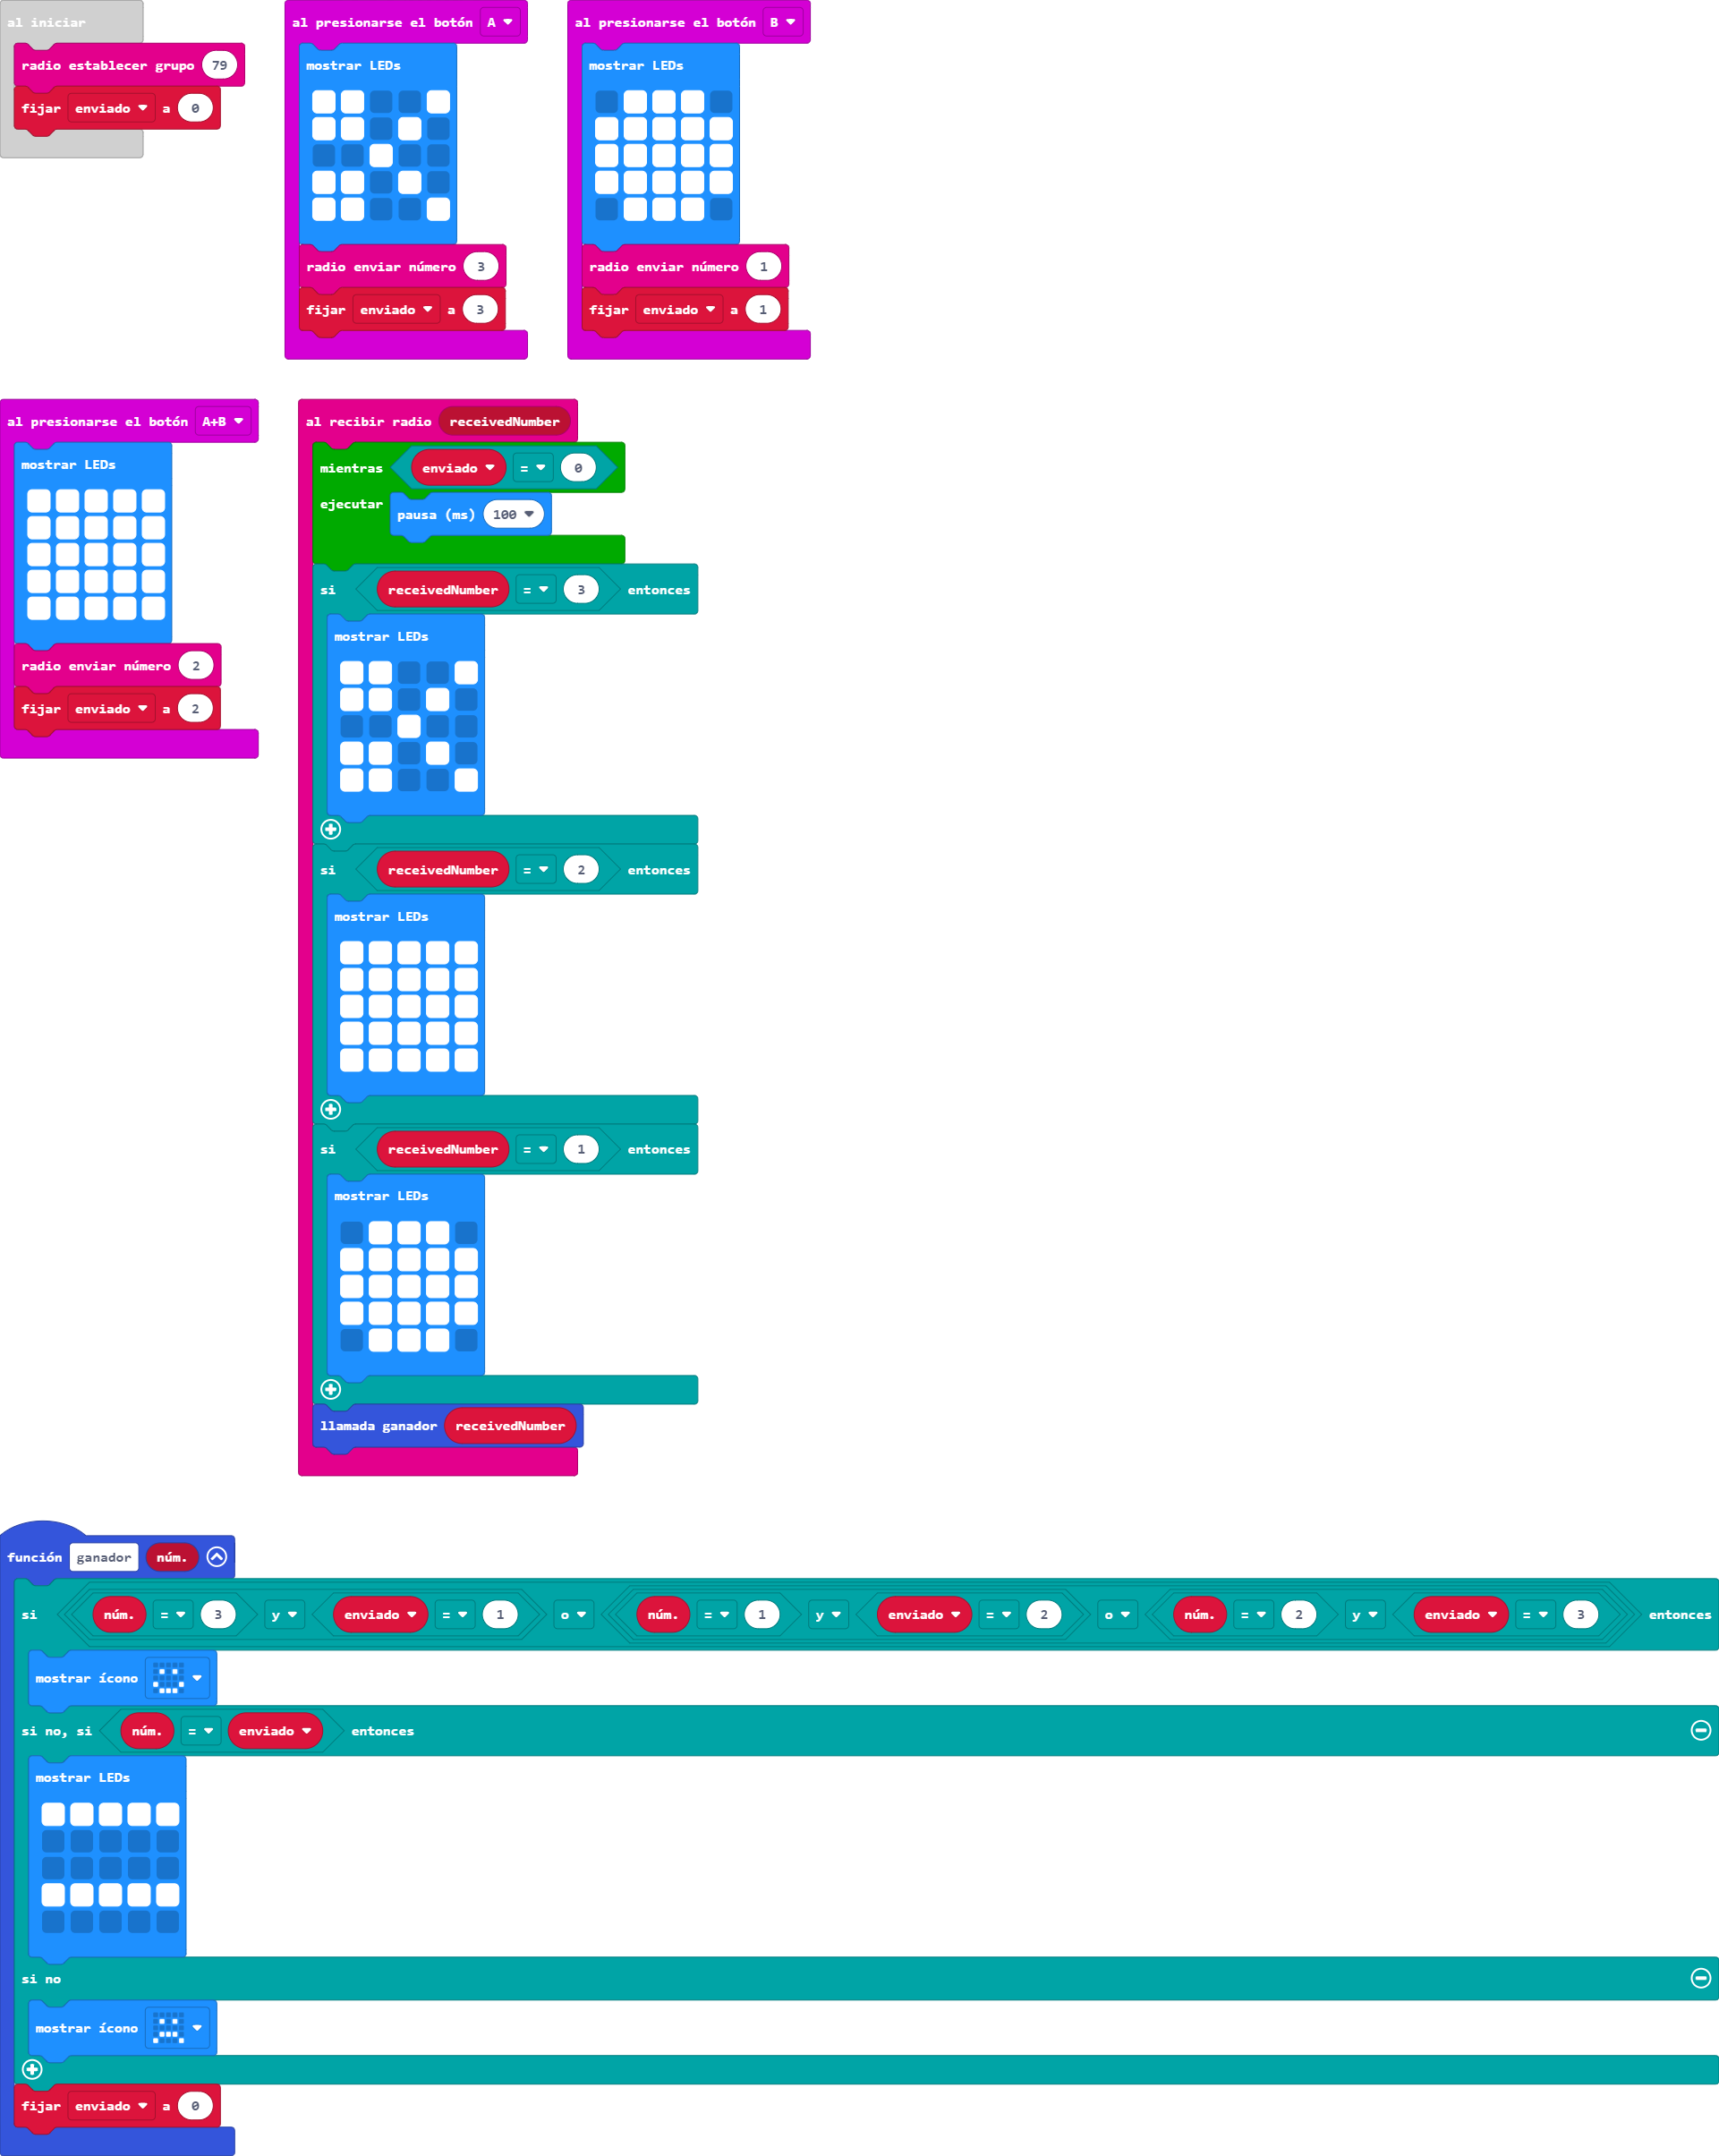 al iniciar
radio establecer grupo 79
fijar enviado a 0
al presionarse el botón A
mostrar LEDs
radio enviar número 3
fijar enviado a 3
al presionarse el botón B
mostrar LEDs
radio enviar número 1
fijar enviado a 1
al presionarse el botón A+B
mostrar LEDs
radio enviar número 2
fijar enviado a 2
al recibir radio receivedNumber
mientras enviado = 0
ejecutar pausa (ms) 100
si receivedNumber = 3 entonces
mostrar LEDs
si receivedNumber = 2 entonces
mostrar LEDs
si receivedNumber = 1 entonces
mostrar LEDs
llamada ganador receivedNumber
función ganador núm.
si núm. = 3 y enviado = 1 o núm. = 1 y enviado = 2 o núm. = 2 y enviado = 3 entonces
mostrar ícono
si no, si núm. = enviado entonces
mostrar LEDs
si no
mostrar ícono
fijar enviado a 0